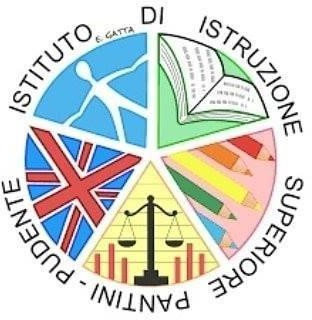 ISTITUTO DI ISTRUZIONE SUPERIORE PANTINI - PUDENTE
E. GATTA